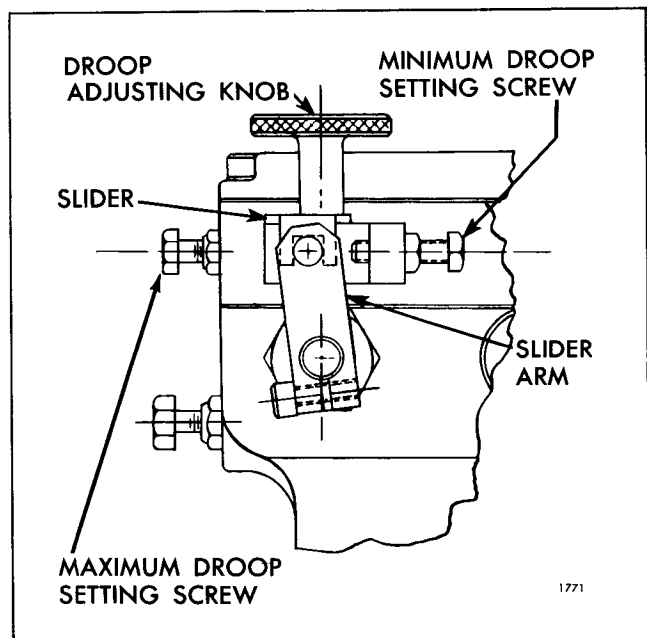 DROOP
ADJUSTING KNOB
MINIMUM DROOP
SETTING SCREW
SLIDER
SLIDER
ARM
MAXIMUM DROOP
SETTING SCREW
1771